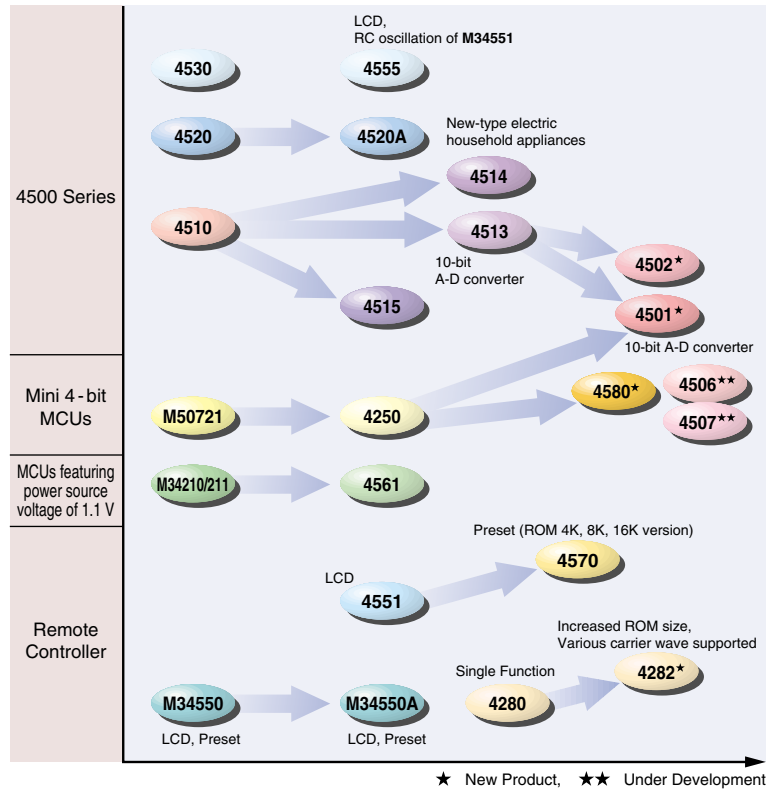 4500 Series
LCD,
RC oscillation of M34551
4530
4555
4520
4520A
New-type electric
household appliances
4514
4510
4513
10-bit
A-D converter
4502★
4515
4501★
10-bit A-D converter
Mini 4-bit
MCUs
M50721
4250
4580★
4506★★
4507★★
MCUs featuring
power source
voltage of 1.1 V
M34210/211
4561
Remote
Controller
Preset (ROM 4K, 8K, 16K version)
4570
LCD
4551
Increased ROM size,
Various carrier wave supported
4282★
Single Function
4280
M34550
LCD, Preset
M34550A
LCD, Preset
★ New Product, ★★ Under Development